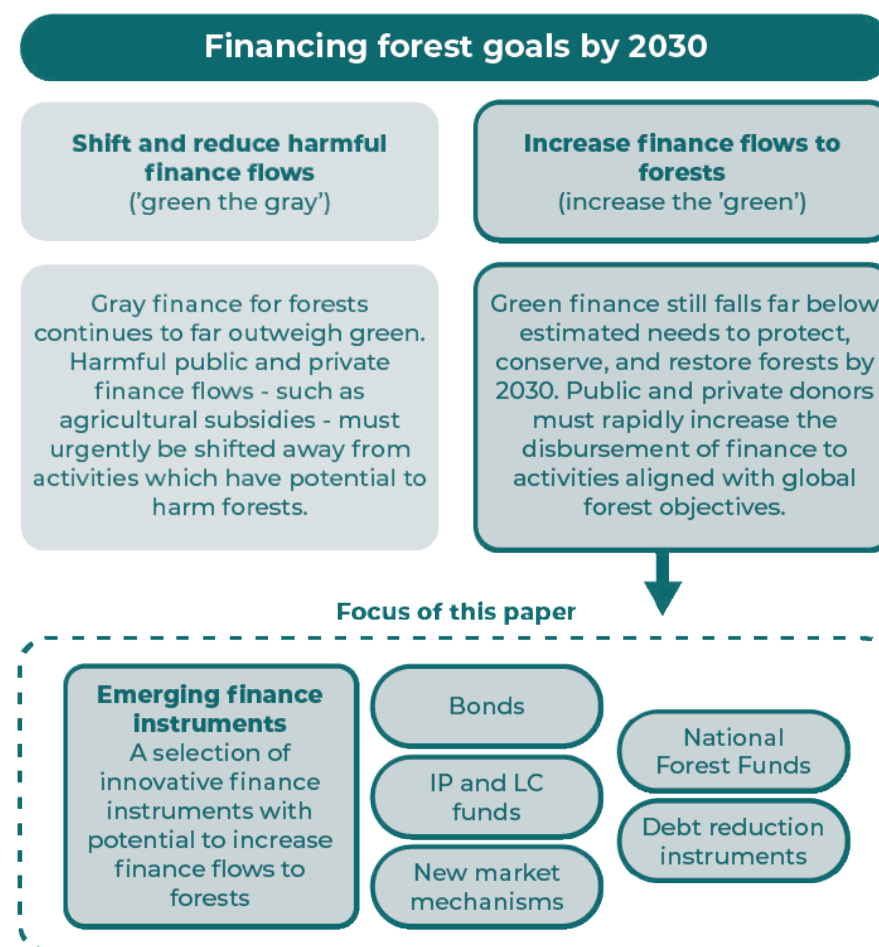 Financing forest goals by 2030
Shift and reduce harmful
finance flows
('green the gray')
Gray finance for forests
continues to far outweigh green.
Harmful public and private
finance flows - such as
agricultural subsidies - must
urgently be shifted away from
activities which have potential to
harm forests.
Increase finance flows to
forests
(increase the 'green')
Green finance still falls far below
estimated needs to protect,
conserve, and restore forests by
2030. Public and private donors
must rapidly increase the
disbursement of finance to
activities aligned with global
forest objectives.
Focus of this paper
Emerging finance
instruments
A selection of
innovative finance
instruments with
potential to increase
finance flows to
forests
Bonds
IP and LC
funds
New market
mechanisms
National
Forest Funds
Debt reduction
instruments